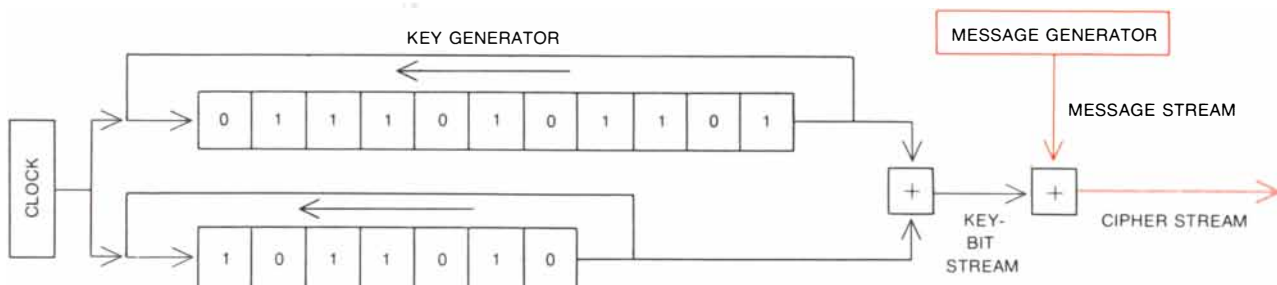 KEY GENERATOR
MESSAGE GENERATOR
MESSAGE STREAM
CLOCK
0 1 1 1 0 1 0 1 1 0 1
+ +
KEY-
BIT
STREAM
CIPHER STREAM
1 0 1 1 0 1 0